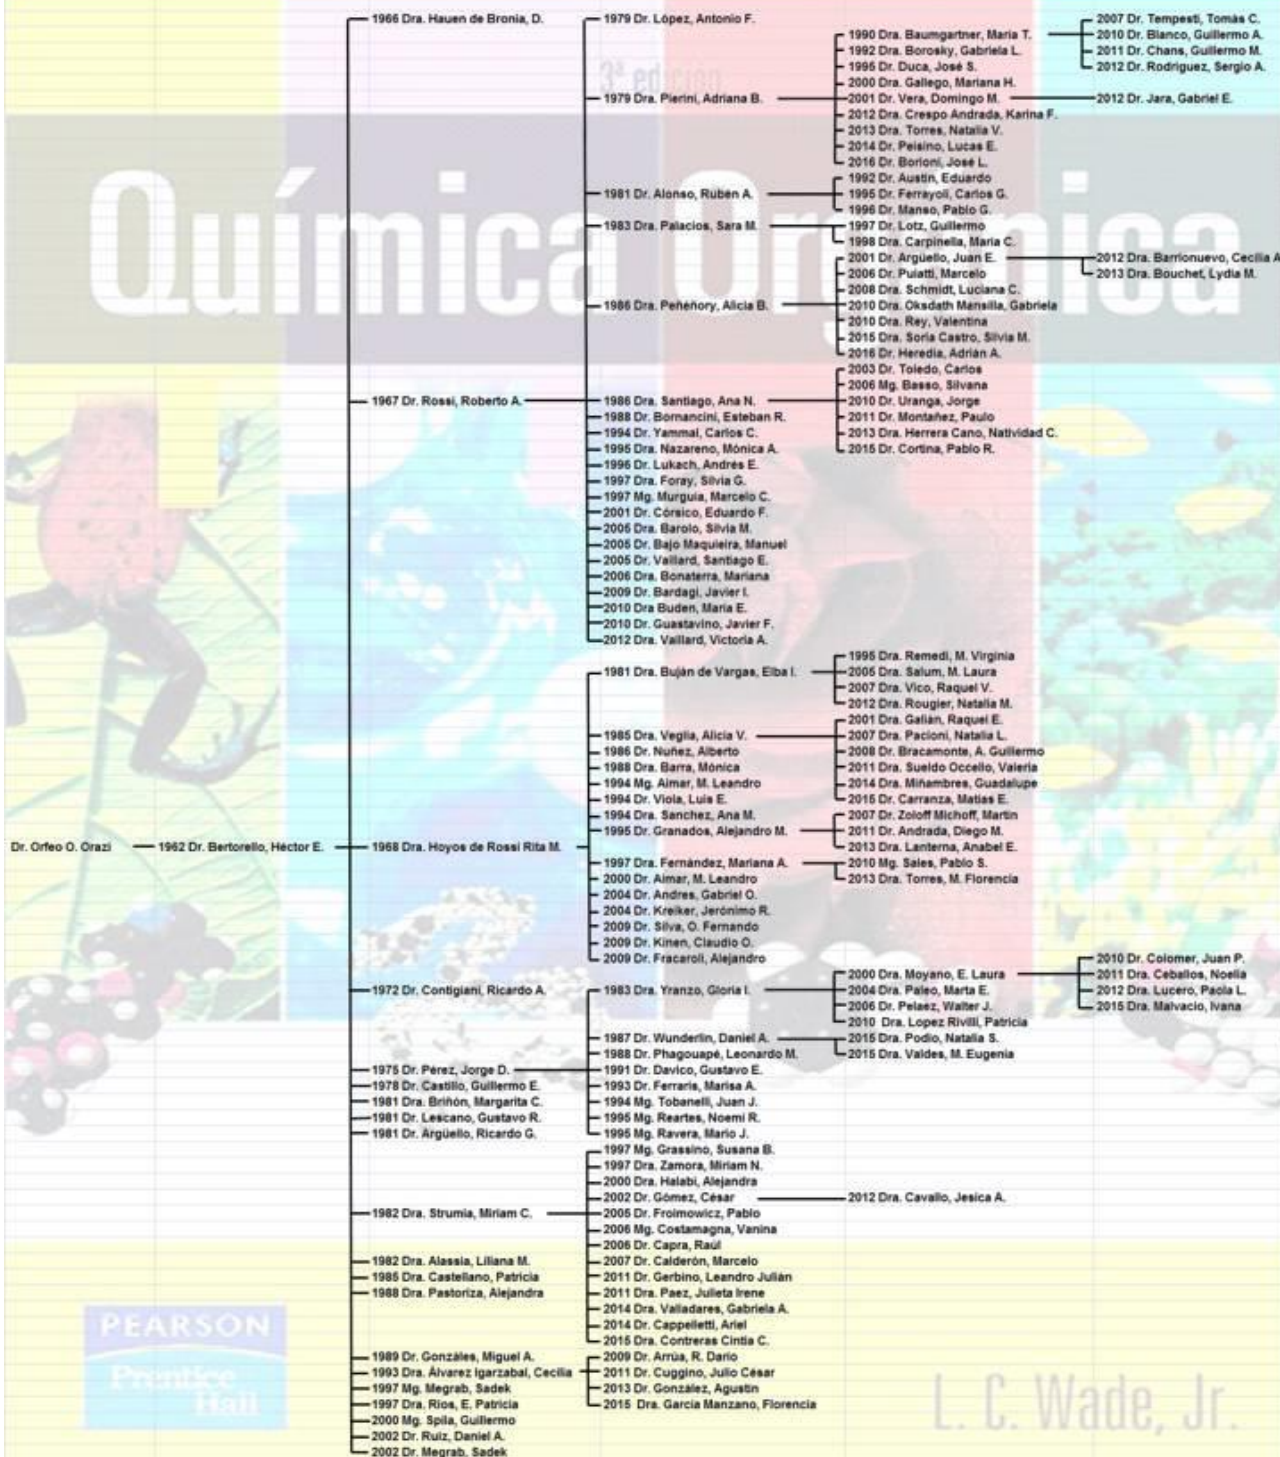 1966 Dra. Hauen de Bronia, D.
1979 Dr. López, Antonio F.
2007 Dr. Tempesti, Tomás C.
1990 Dra. Baumgartner, María T.
2010 Dr. Blanco, Guillermo A.
1992 Dra. Borosky, Gabriela L.
2011 Dr. Chans, Guillermo M.
1995 Dr. Duca, José S.
2012 Dr. Rodriguez, Sergio A.
3ª edición
2000 Dra. Gallego, Mariana H.
1979 Dra. Pierini, Adriana B.
2001 Dr. Vera, Domingo M.
2012 Dr. Jara, Gabriel E.
2012 Dra. Crespo Andrada, Karina F.
2013 Dra. Torres, Natalia V.
2014 Dr. Peisino, Lucas E.
2016 Dr. Borioni, José L.
Química Orgánica
1992 Dr. Austin, Eduardo
1981 Dr. Alonso, Rubén A.
1995 Dr. Ferrayoli, Carlos G.
1996 Dr. Manso, Pablo G.
1983 Dra. Palacios, Sara M.
1997 Dr. Lotz, Guillermo
1998 Dra. Carpinella, María C.
2001 Dr. Argüello, Juan E.
2012 Dra. Barrionuevo, Cecilia A
2006 Dr. Puiatti, Marcelo
2013 Dra. Bouchet, Lydia M.
2008 Dra. Schmidt, Luciana C.
1986 Dra. Peñéñory, Alicia B.
2010 Dra. Oksdath Mansilla, Gabriela
2010 Dra. Rey, Valentina
2015 Dra. Soria Castro, Silvia M.
2016 Dr. Heredia, Adrián A.
2003 Dr. Toledo, Carlos
2006 Mg. Basso, Silvana
1967 Dr. Rossi, Roberto A.
1986 Dra. Santiago, Ana N.
2010 Dr. Uranga, Jorge
1988 Dr. Bornancini, Esteban R.
2011 Dr. Montañez, Paulo
1994 Dr. Yammal, Carlos C.
2013 Dra. Herrera Cano, Natividad C.
1995 Dra. Nazareno, Mónica A.
2015 Dr. Cortina, Pablo R.
1996 Dr. Lukach, Andrés E.
1997 Dra. Foray, Silvia G.
1997 Mg. Murguía, Marcelo C.
2001 Dr. Córsico, Eduardo F.
2005 Dra. Barolo, Silvia M.
2005 Dr. Bajo Maquieira, Manuel
2005 Dr. Vaillard, Santiago E.
2006 Dra. Bonaterra, Mariana
2009 Dr. Bardagí, Javier I.
2010 Dra Buden, María E.
2010 Dr. Guastavino, Javier F.
2012 Dra. Vaillard, Victoria A.
1995 Dra. Remedi, M. Virginia
1981 Dra. Buján de Vargas, Elba I.
2005 Dra. Salum, M. Laura
2007 Dra. Vico, Raquel V.
2012 Dra. Rougier, Natalia M.
2001 Dra. Galián, Raquel E.
1985 Dra. Veglia, Alicia V.
2007 Dra. Pacioni, Natalia L.
1986 Dr. Nuñez, Alberto
2008 Dr. Bracamonte, A. Guillermo
1988 Dra. Barra, Mónica
2011 Dra. Sueldo Occello, Valeria
1994 Mg. Aimar, M. Leandro
2014 Dra. Miñambres, Guadalupe
1994 Dr. Viola, Luis E.
2015 Dr. Carranza, Matías E.
1994 Dra. Sanchez, Ana M.
2007 Dr. Zoloff Michoff, Martin
1995 Dr. Granados, Alejandro M.
2011 Dr. Andrada, Diego M.
Dr. Orfeo O. Orazi
1962 Dr. Bertorello, Héctor E.
1968 Dra. Hoyos de Rossi Rita M.
2013 Dra. Lanterna, Anabel E.
1997 Dra. Fernández, Mariana A.
2010 Mg. Sales, Pablo S.
2000 Dr. Aimar, M. Leandro
2013 Dra. Torres, M. Florencia
2004 Dr. Andres, Gabriel O.
2004 Dr. Kreiker, Jerónimo R.
2009 Dr. Silva, O. Fernando
2009 Dr. Kinen, Claudio O.
2009 Dr. Fracaroli, Alejandro
2010 Dr. Colomer, Juan P.
2000 Dra. Moyano, E. Laura
2011 Dra. Ceballos, Noelia
1972 Dr. Contigiani, Ricardo A.
1983 Dra. Yranzo, Gloria I.
2004 Dra. Paleo, Marta E.
2012 Dr. Lucero, Paola L.
2006 Dr. Pelaez, Walter J.
2015 Dra. Malvacio, Ivana
2010 Dra. Lopez Rivilli, Patricia
1987 Dr. Wunderlin, Daniel A.
2015 Dra. Podio, Natalia S.
1988 Dr. Phagouapé, Leonardo M.
2015 Dra. Valdes, M. Eugenia
1975 Dr. Pérez, Jorge D.
1991 Dr. Davico, Gustavo E.
1978 Dr. Castillo, Guillermo E.
1993 Dr. Ferraris, Marisa A.
1981 Dra. Briñón, Margarita C.
1994 Mg. Tobanelli, Juan J.
1981 Dr. Lescano, Gustavo R.
1995 Mg. Reartes, Noemí R.
1981 Dr. Argüello, Ricardo G.
1995 Mg. Ravera, Mario J.
1997 Mg. Grassino, Susana B.
1997 Dra. Zamora, Miriam N.
2000 Dra. Halabi, Alejandra
2002 Dr. Gómez, César
2012 Dra. Cavallo, Jesica A.
1982 Dra. Strumia, Miriam C.
2005 Dr. Froimowicz, Pablo
2006 Mg. Costamagna, Vanina
2006 Dr. Capra, Raúl
1982 Dra. Alassia, Liliana M.
2007 Dr. Calderón, Marcelo
1985 Dra. Castellano, Patricia
2011 Dr. Gerbino, Leandro Julián
1988 Dra. Pastoriza, Alejandra
2011 Dra. Paez, Julieta Irene
2014 Dra. Valladares, Gabriela A.
2014 Dr. Cappelletti, Ariel
2015 Dra. Contreras Cintia C.
PEARSON
Prentice
Hall
1989 Dr. Gonzáles, Miguel A.
2009 Dr. Arrúa, R. Darío
1993 Dra. Álvarez Igarzabal, Cecilia
2011 Dr. Cuggino, Julio César
1997 Mg. Megrab, Sadek
2013 Dr. González, Agustín
1997 Dra. Rios, E. Patricia
2015 Dra. García Manzano, Florencia
2000 Mg. Spila, Guillermo
2002 Dr. Ruiz, Daniel A.
2002 Dr. Megrab, Sadek
L. C. Wade, Jr.